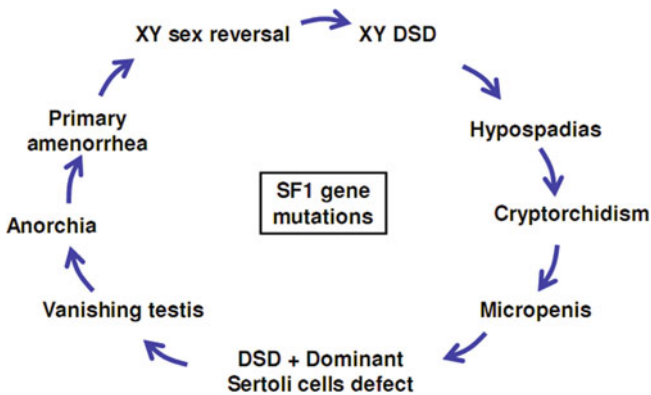 XY sex reversal
XY DSD
Hypospadias
Cryptorchidism
Micropenis
DSD + Dominant
Sertoli cells defect
Vanishing testis
Anorchia
Primary
amenorrhea
SF1 gene
mutations